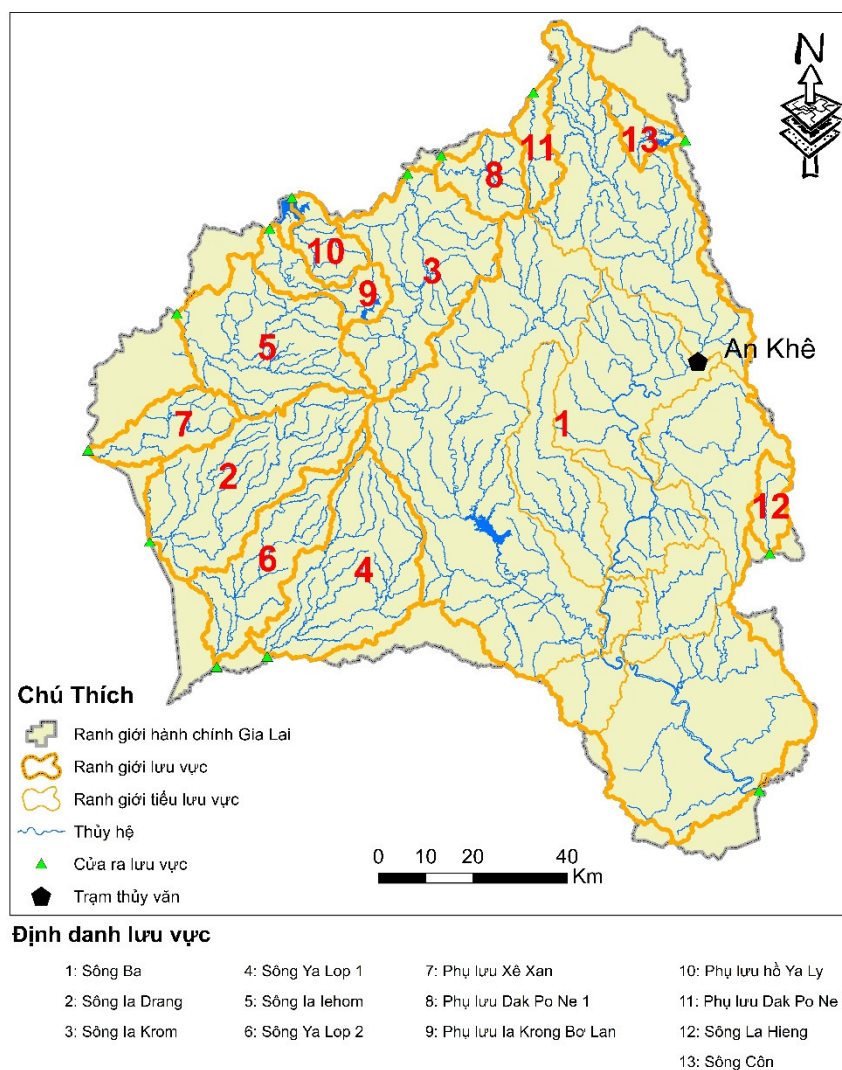 N
13
11
8
10
3
9
5
An Khê
7
1
2
12
6
4
Chú Thích
Ranh giới hành chính Gia Lai
Ranh giới lưu vực
Ranh giới tiểu lưu vực
Thủy hệ
Cửa ra lưu vực
Trạm thủy văn
0 10 20 40
Km
Định danh lưu vực
1: Sông Ba
2: Sông Ia Drang
3: Sông Ia Krom
4: Sông Ya Lop 1
5: Sông Ia Iehom
6: Sông Ya Lop 2
7: Phụ lưu Xê Xan
8: Phụ lưu Dak Po Ne 1
9: Phụ lưu Ia Krong Bơ Lan
10: Phụ lựu hồ Ya Ly
11: Phụ lưu Dak Po Ne
12: Sông La Hieng
13: Sông Côn